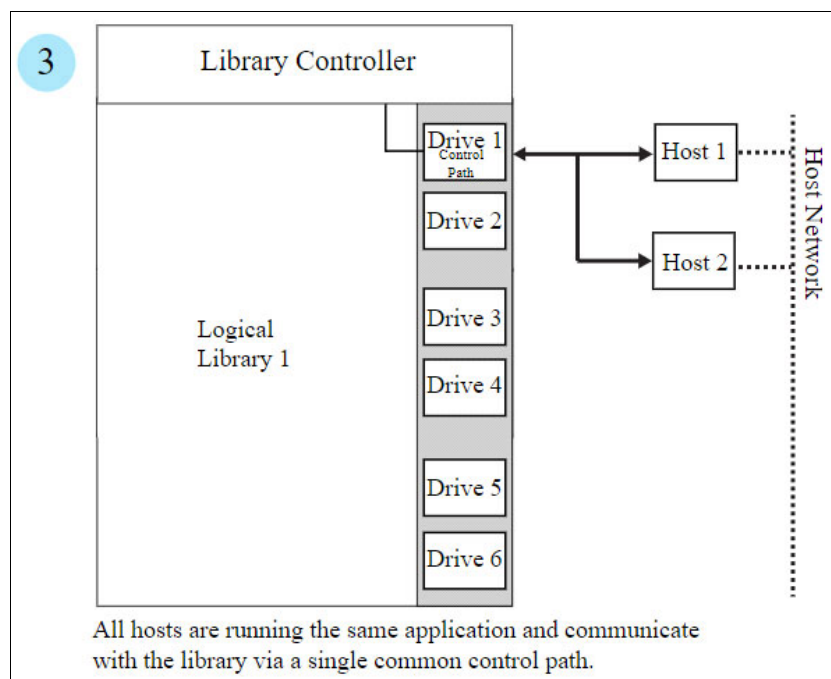 3
Library Controller
Drive 1
Control
Path
Host 1
Drive 2
Host 2
Host Network
Drive 3
Logical
Library 1
Drive 4
Drive 5
Drive 6
All hosts are running the same application and communicate
with the library via a single common control path.